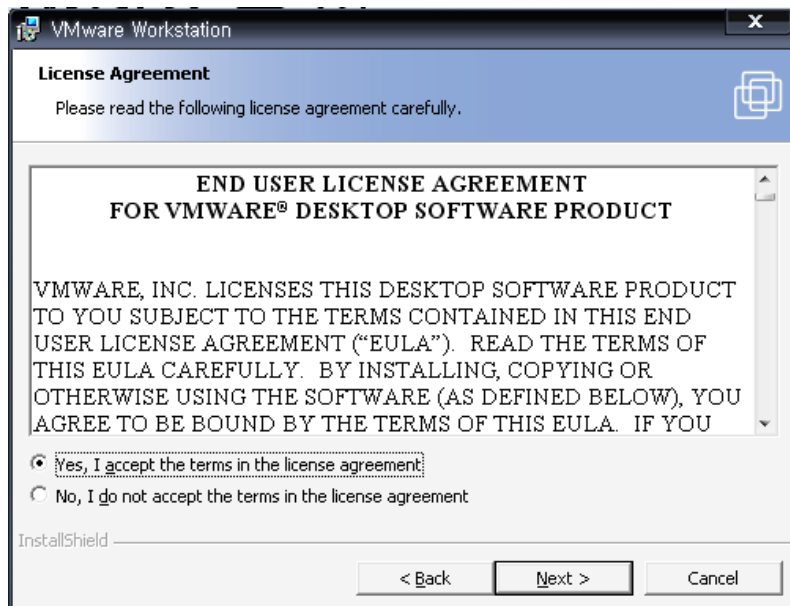 VMware Workstation
x
License Agreement
Please read the following license agreement carefully.
END USER LICENSE AGREEMENT
FOR VMWARE® DESKTOP SOFTWARE PRODUCT
VMWARE, INC. LICENSES THIS DESKTOP SOFTWARE PRODUCT
TO YOU SUBJECT TO THE TERMS CONTAINED IN THIS END
USER LICENSE AGREEMENT (“EULA”).  READ THE TERMS OF
THIS EULA CAREFULLY.  BY INSTALLING, COPYING OR
OTHERWISE USING THE SOFTWARE (AS DEFINED BELOW), YOU
AGREE TO BE BOUND BY THE TERMS OF THIS EULA.  IF YOU
Yes, I accept the terms in the license agreement
No, I do not accept the terms in the license agreement
InstallShield
< Back
Next >
Cancel